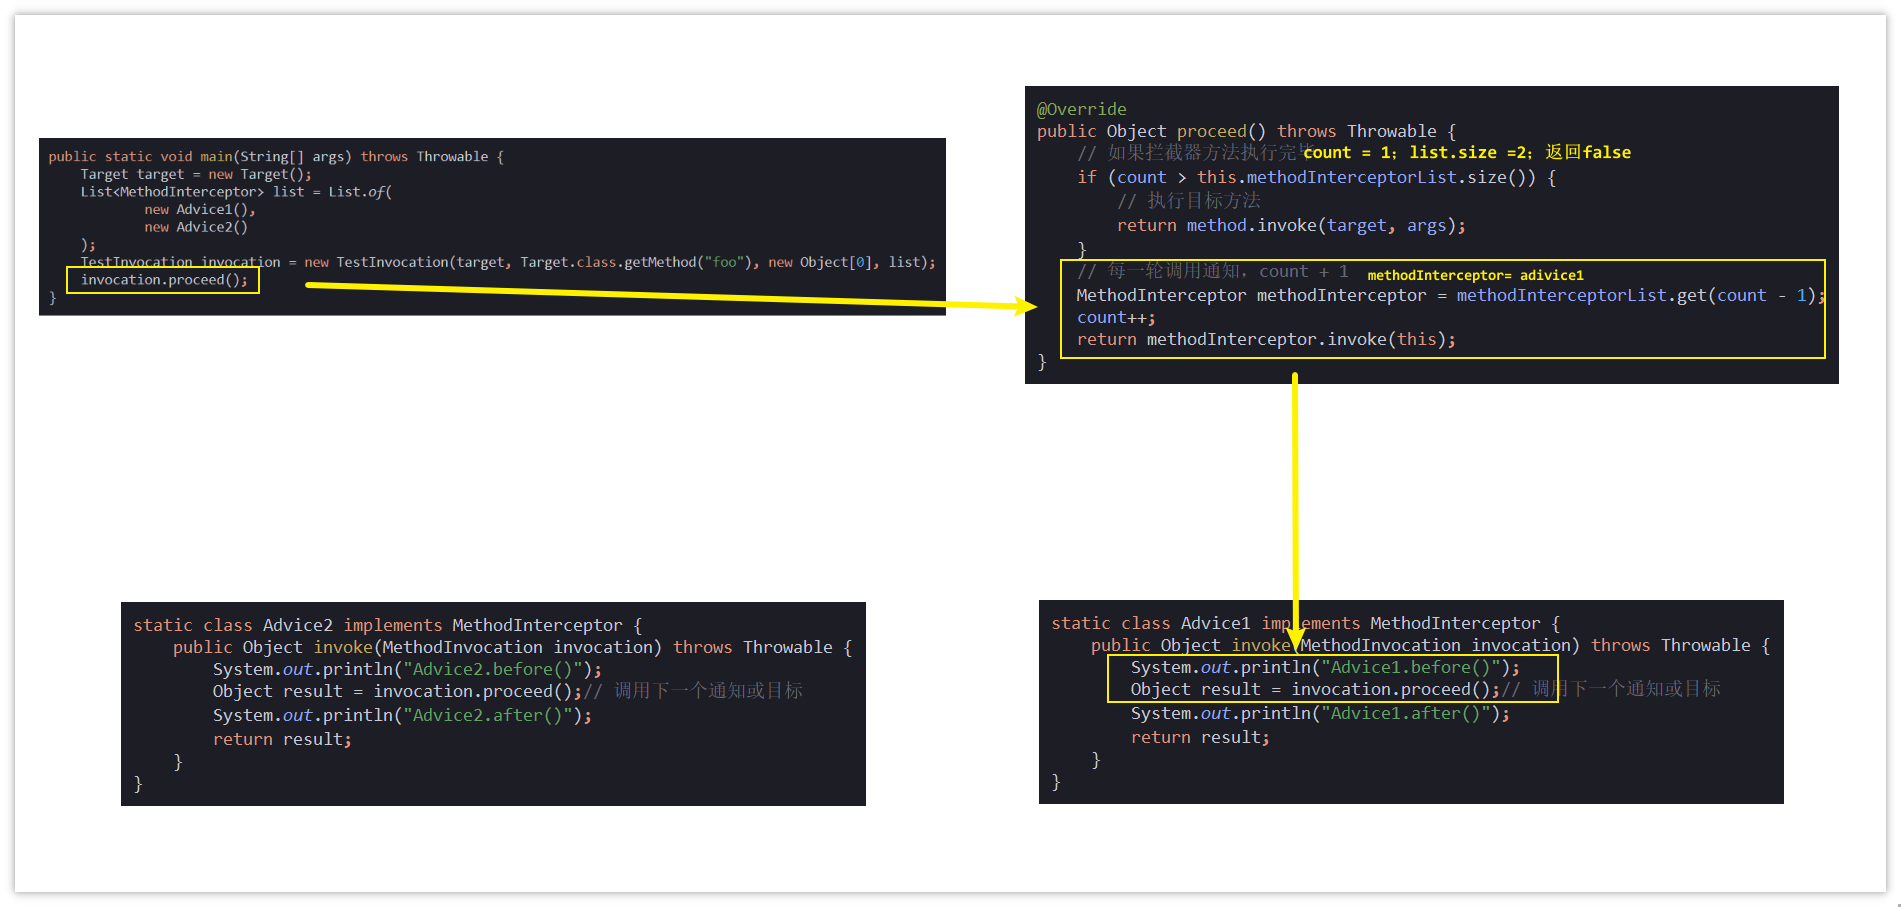 public static void main(String[] args) throws Throwable {
Target target = new Target();
List<MethodInterceptor> list = List.of(
new Advice1(),
new Advice2()
);
TestInvocation invocation = new TestInvocation(target, Target.class.getMethod("foo"), new Object[0], list);
invocation.proceed();
}
@Override
public Object proceed() throws Throwable {
// 如果拦截器方法执行完毕 count = 1; list.size =2; 返回false
if (count > this.methodInterceptorList.size()) {
// 执行目标方法
return method.invoke(target, args);
}
// 每一轮调用通知, count + 1 methodInterceptor= adivice1
MethodInterceptor methodInterceptor = methodInterceptorList.get(count - 1);
count++;
return methodInterceptor.invoke(this);
}
static class Advice2 implements MethodInterceptor {
public Object invoke(MethodInvocation invocation) throws Throwable {
System.out.println("Advice2.before()");
Object result = invocation.proceed();// 调用下一个通知或目标
System.out.println("Advice2.after()");
return result;
}
}
static class Advice1 implements MethodInterceptor {
public Object invoke(MethodInvocation invocation) throws Throwable {
System.out.println("Advice1.before()");
Object result = invocation.proceed();// 调用下一个通知或目标
System.out.println("Advice1.after()");
return result;
}
}